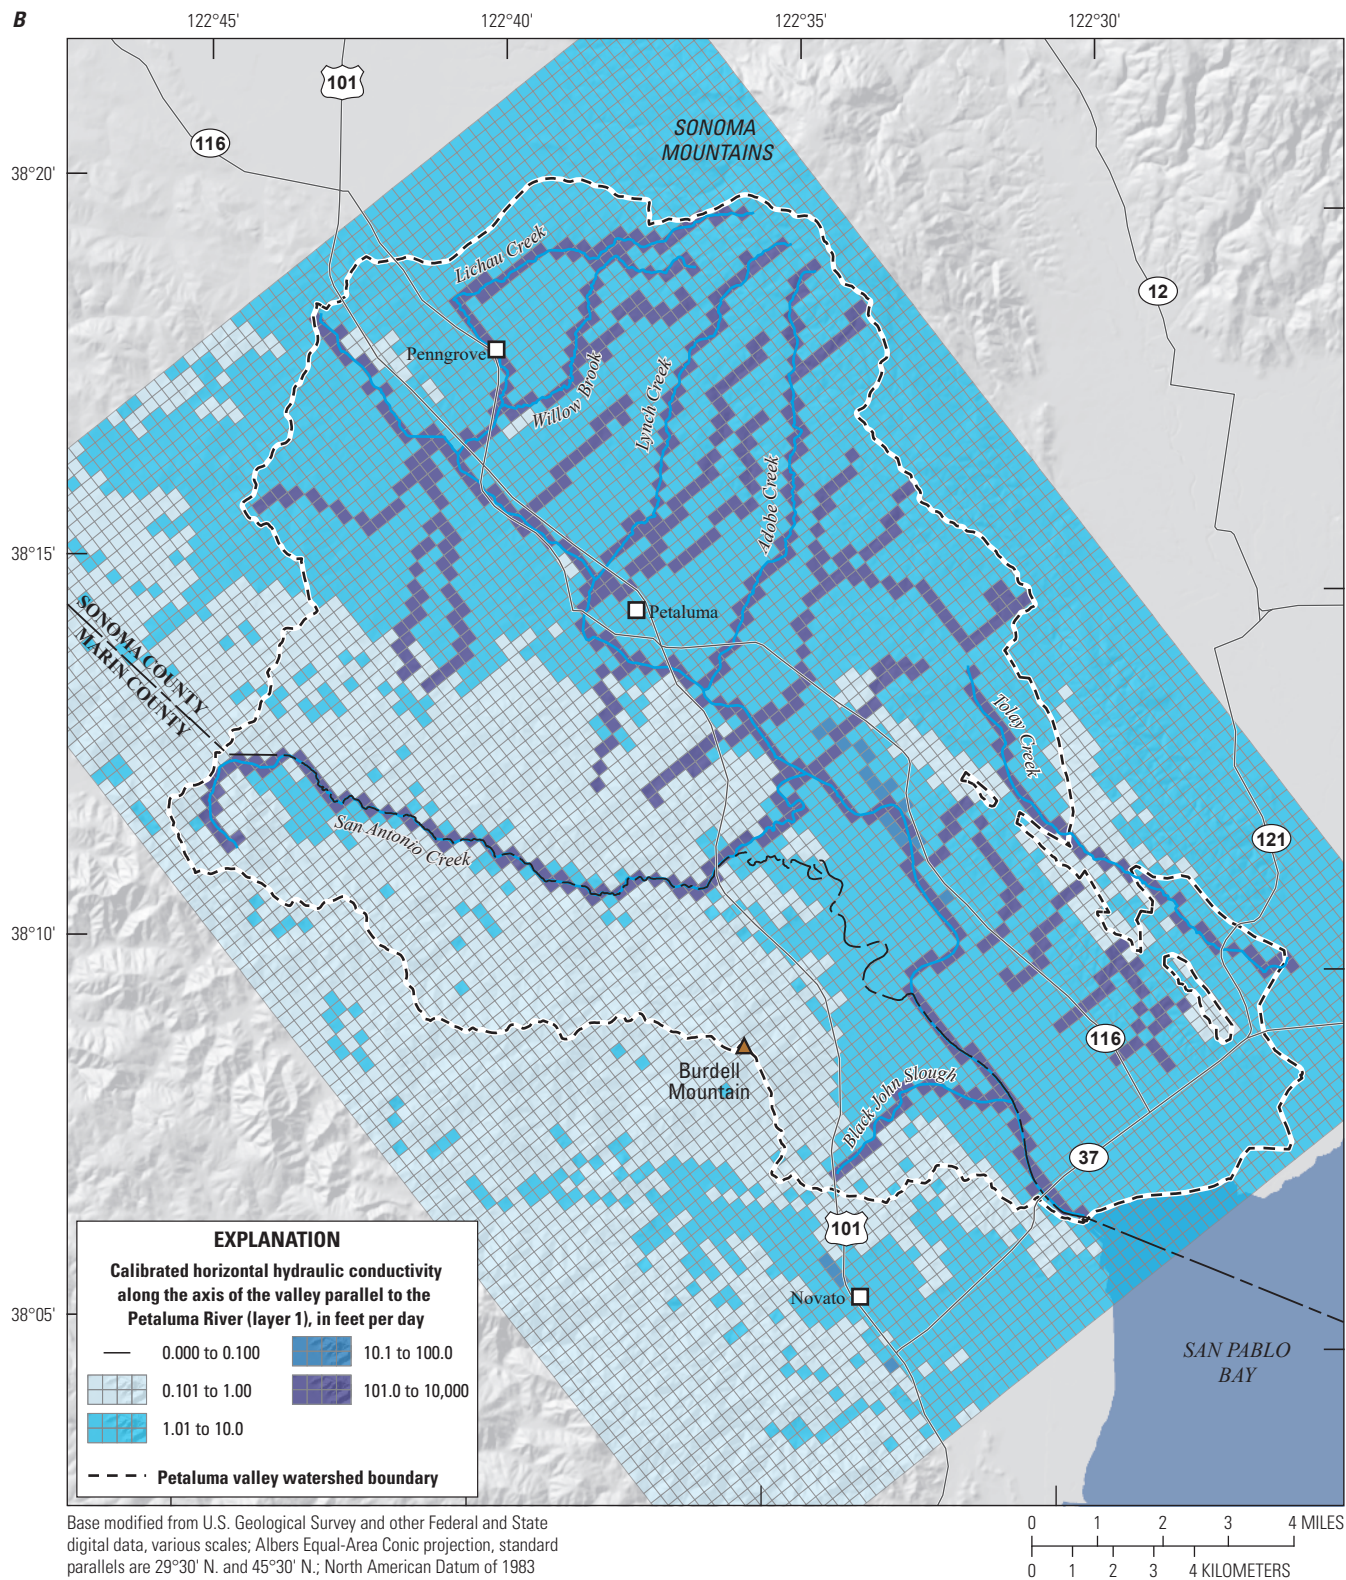 B
122°45'
122°40'
122°35'
122°30'
101
116
SONOMA
MOUNTAINS
38°20'
Lichau Creek
12
Penngrove
Willow Brook
Lynch Creek
Adobe Creek
38°15'
Petaluma
SONOMA COUNTY
MARIN COUNTY
Tolay Creek
San Antonio Creek
121
38°10'
116
Burdell
Mountain
Black John Slough
37
101
Novato
38°05'
SAN PABLO
BAY
EXPLANATION
Calibrated horizontal hydraulic conductivity
along the axis of the valley parallel to the
Petaluma River (layer 1), in feet per day
0.000 to 0.100
10.1 to 100.0
0.101 to 1.00
101.0 to 10,000
1.01 to 10.0
Petaluma valley watershed boundary
Base modified from U.S. Geological Survey and other Federal and State
digital data, various scales; Albers Equal-Area Conic projection, standard
parallels are 29°30' N. and 45°30' N.; North American Datum of 1983
0 1 2 3 4 MILES
0 1 2 3 4 KILOMETERS